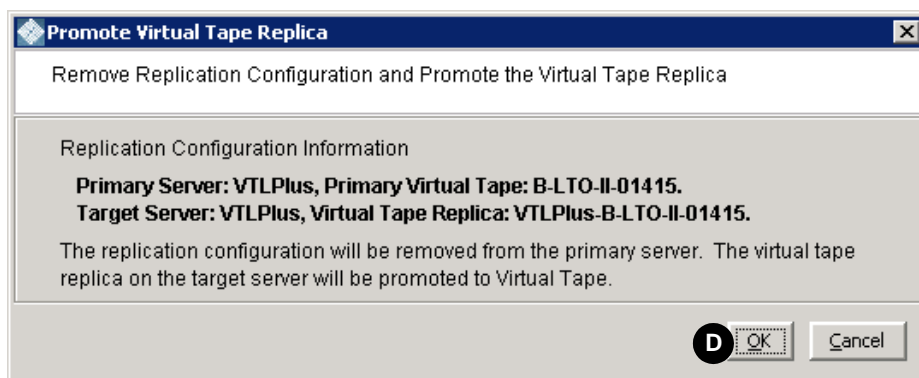 Promote Virtual Tape Replica
Remove Replication Configuration and Promote the Virtual Tape Replica
Replication Configuration Information
Primary Server: VTLPlus, Primary Virtual Tape: B-LTO-II-01415.
Target Server: VTLPlus, Virtual Tape Replica: VTLPlus-B-LTO-II-01415.
The replication configuration will be removed from the primary server. The virtual tape
replica on the target server will be promoted to Virtual Tape.
D OK Cancel